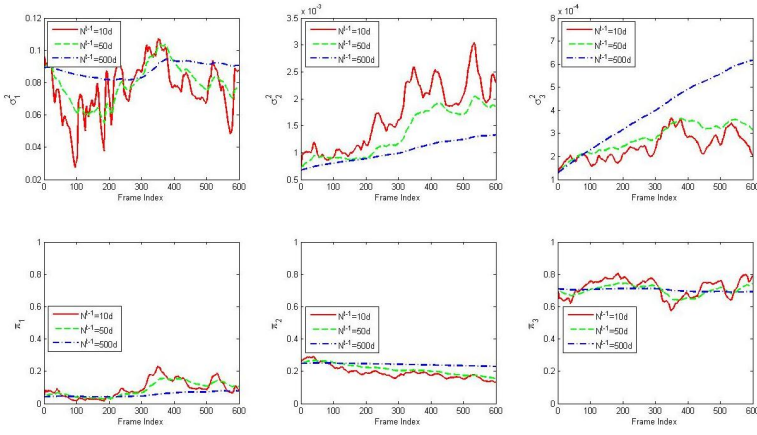 0.14
0.12
0.1
0.08
0.06
0.04
0.02
σ₁²
N^{t-1}=10d
N^{t-1}=50d
N^{t-1}=500d
0 100 200 300 400 500 600
Frame Index
x 10⁻³
3.5
3
2.5
2
1.5
1
0.5
σ₂²
N^{t-1}=10d
N^{t-1}=50d
N^{t-1}=500d
0 100 200 300 400 500 600
Frame Index
x 10⁻⁴
8
7
6
5
4
3
2
1
σ₃²
N^{t-1}=10d
N^{t-1}=50d
N^{t-1}=500d
0 100 200 300 400 500 600
Frame Index
1
0.8
0.6
0.4
0.2
0
π₁
N^{t-1}=10d
N^{t-1}=50d
N^{t-1}=500d
0 100 200 300 400 500 600
Frame Index
1
0.8
0.6
0.4
0.2
0
π₂
N^{t-1}=10d
N^{t-1}=50d
N^{t-1}=500d
0 100 200 300 400 500 600
Frame Index
1
0.8
0.6
0.4
0.2
0
π₃
N^{t-1}=10d
N^{t-1}=50d
N^{t-1}=500d
0 100 200 300 400 500 600
Frame Index